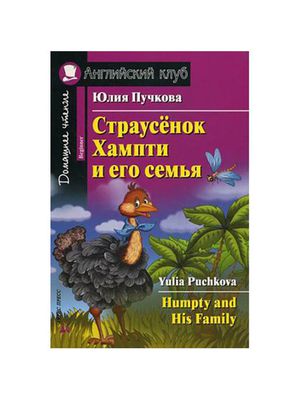 Английский клуб
Домашнее чтение
Beginner
Юлия Пучкова
Страусёнок
Хампти
и его семья
Yulia Puchkova
Humpty and
His Family